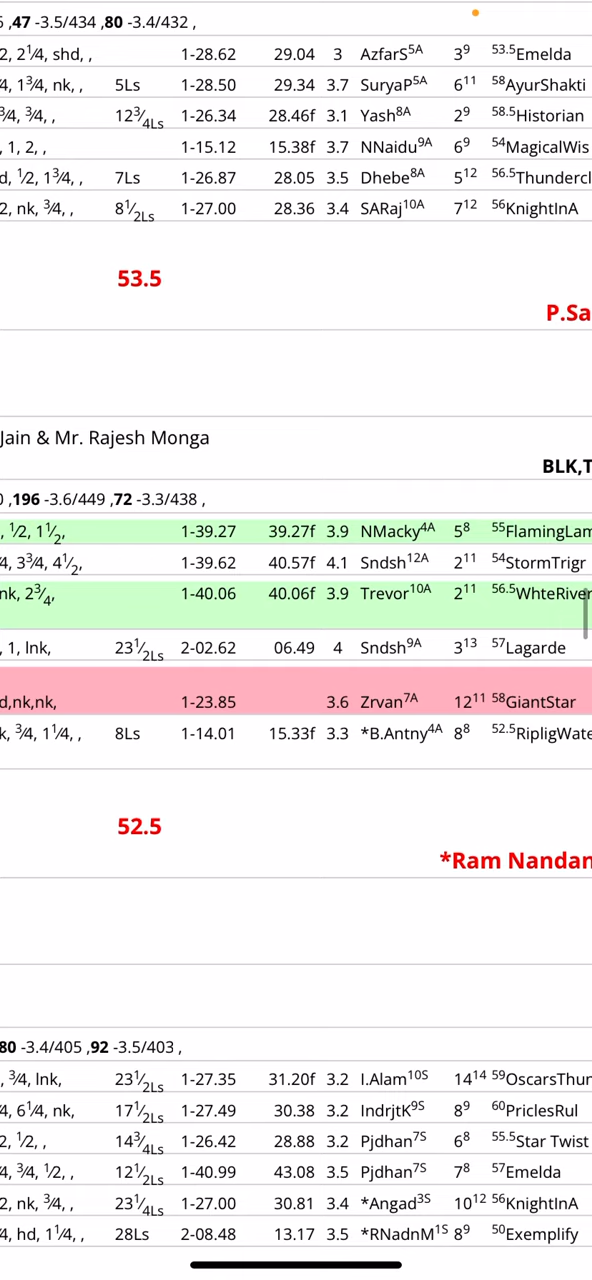 ,47 -3.5/434 ,80 -3.4/432 ,
2, 2¼, shd, , 1-28.62 29.04 3 AzfarS5A 3⁹ 53.5Emelda
4, 1¾, nk, , 5Ls 1-28.50 29.34 3.7 SuryaP5A 6¹¹ 58AyurShakti
¾, ¾, , 12¾Ls 1-26.34 28.46f 3.1 Yash8A 2⁹ 58.5Historian
, 1, 2, , 1-15.12 15.38f 3.7 NNaidu9A 6⁹ 54MagicalWis
d, ½, 1¾, , 7Ls 1-26.87 28.05 3.5 Dhebe8A 5¹² 56.5Thundercl
2, nk, ¾, , 8½Ls 1-27.00 28.36 3.4 SARaj10A 7¹² 56KnightInA
53.5
P.Sa
Jain & Mr. Rajesh Monga
BLK,T
0 ,196 -3.6/449 ,72 -3.3/438 ,
, ½, 1½, 1-39.27 39.27f 3.9 NMacky4A 5⁸ 55FlamingLam
4, 3¾, 4½, 1-39.62 40.57f 4.1 Sndsh12A 2¹¹ 54StormTrigr
nk, 2¾, 1-40.06 40.06f 3.9 Trevor10A 2¹¹ 56.5WhteRiver
, 1, lnk, 23½Ls 2-02.62 06.49 4 Sndsh9A 3¹³ 57Lagarde
d,nk,nk, 1-23.85 3.6 Zrvan7A 12¹¹ 58GiantStar
k, ¾, 1¼, , 8Ls 1-14.01 15.33f 3.3 *B.Antny4A 8⁸ 52.5RipligWate
52.5
*Ram Nandan
80 -3.4/405 ,92 -3.5/403 ,
, ¾, lnk, 23½Ls 1-27.35 31.20f 3.2 I.Alam10S 14¹⁴ 59OscarsThun
4, 6¼, nk, 17½Ls 1-27.49 30.38 3.2 IndrjtK9S 8⁹ 60PriclesRul
2, ½, , 14¾Ls 1-26.42 28.88 3.2 Pjdhan7S 6⁸ 55.5Star Twist
4, ¾, ½, , 12½Ls 1-40.99 43.08 3.5 Pjdhan7S 7⁸ 57Emelda
2, nk, ¾, , 23¼Ls 1-27.00 30.81 3.4 *Angad3S 10¹² 56KnightInA
4, hd, 1¼, , 28Ls 2-08.48 13.17 3.5 *RNadnM1S 8⁹ 50Exemplify